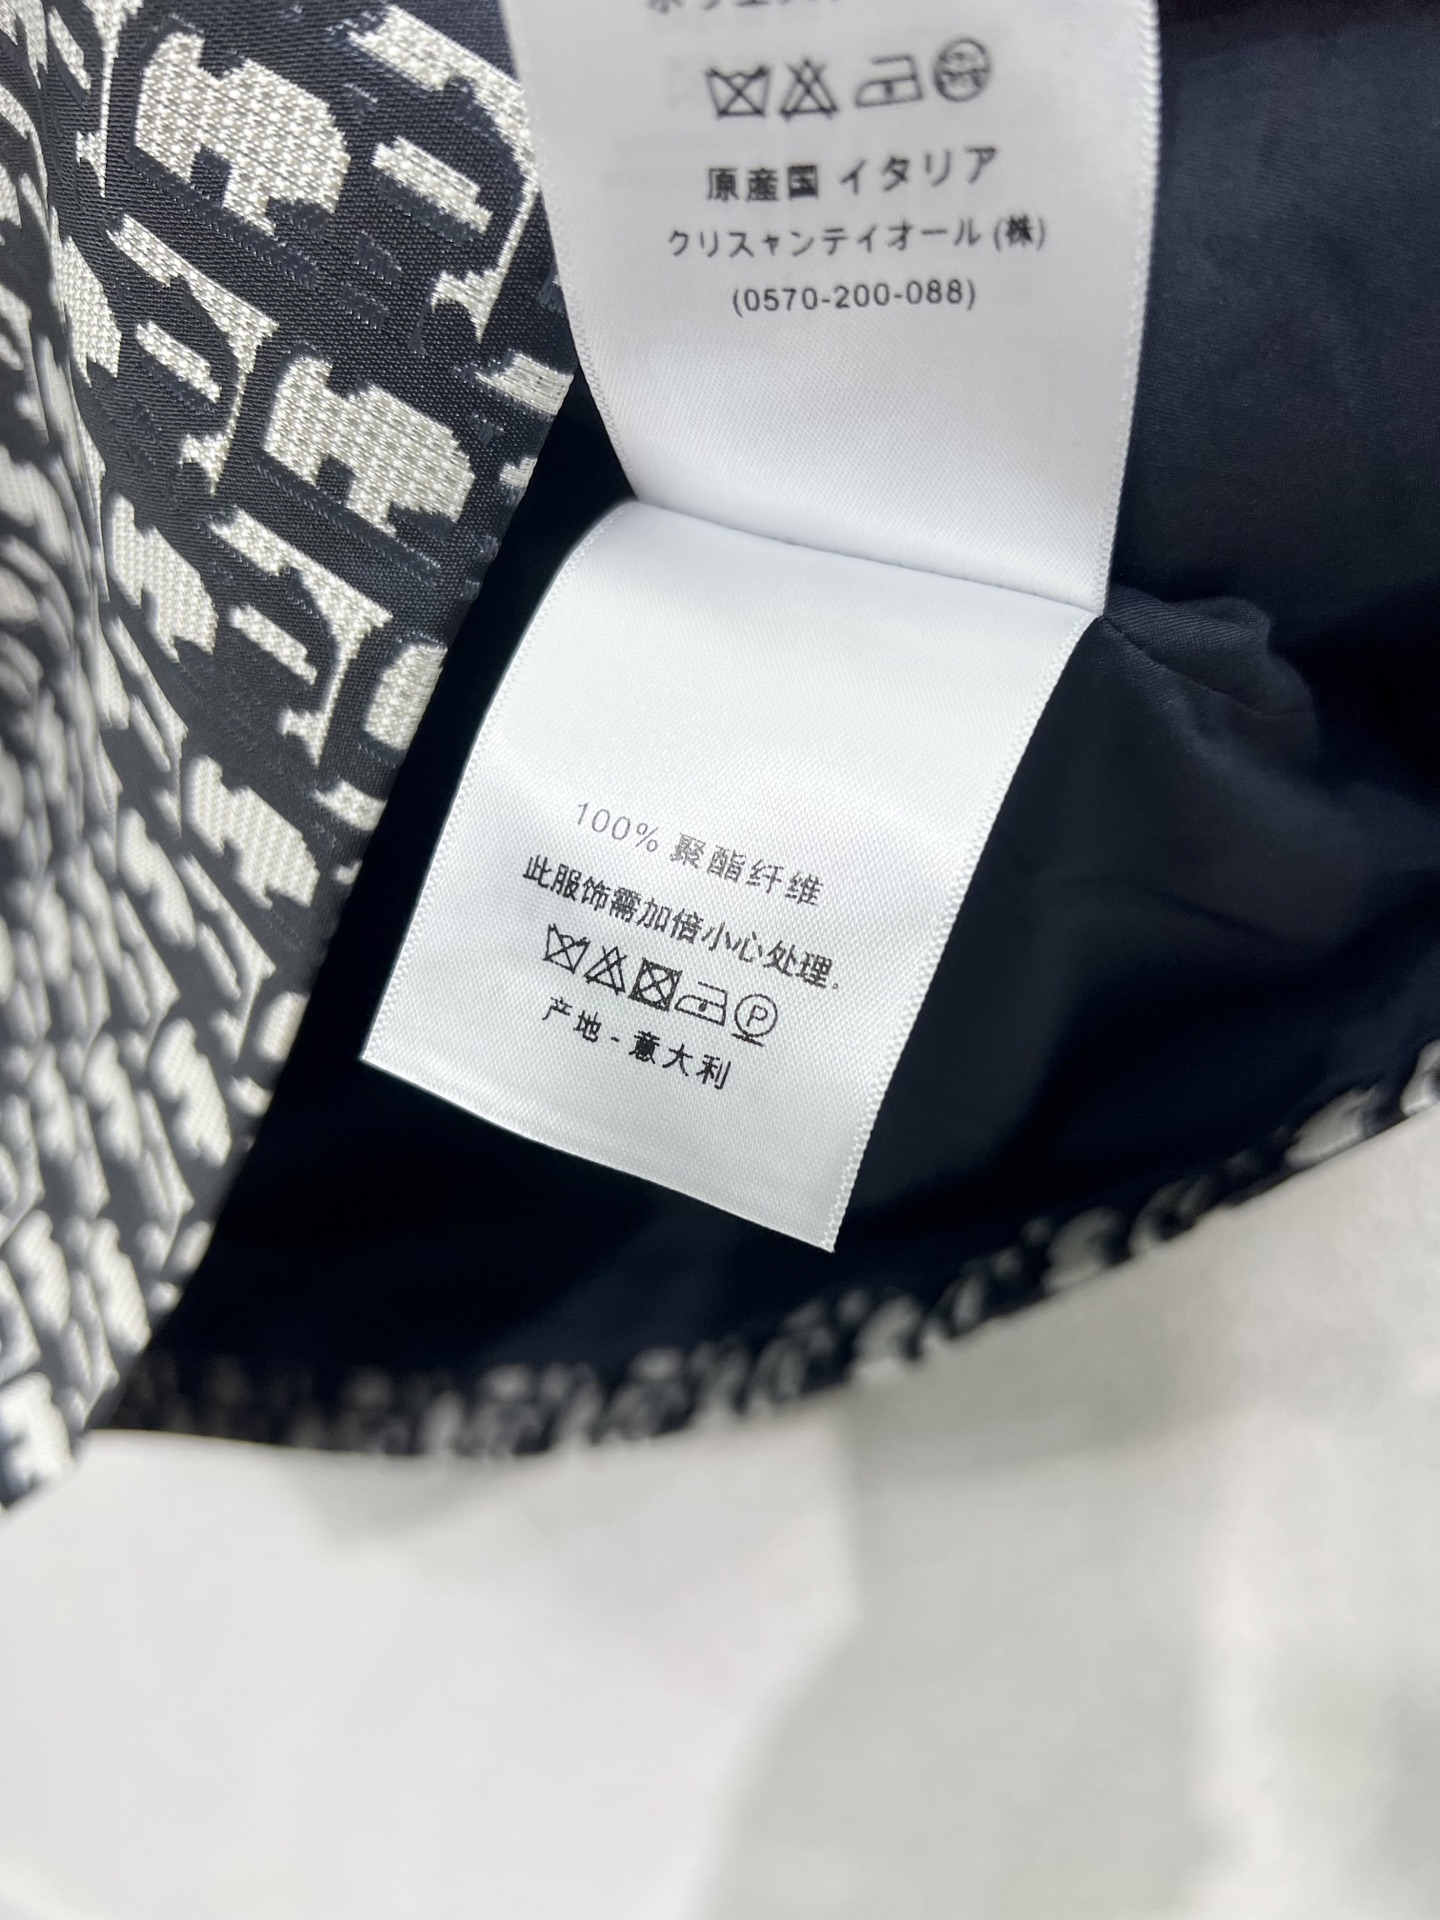 原産国 イタリア
クリスャンテイオール (株)
(0570-200-088)
100% 聚酯纤维
此服饰需加倍小心处理.
P
产地 - 意大利